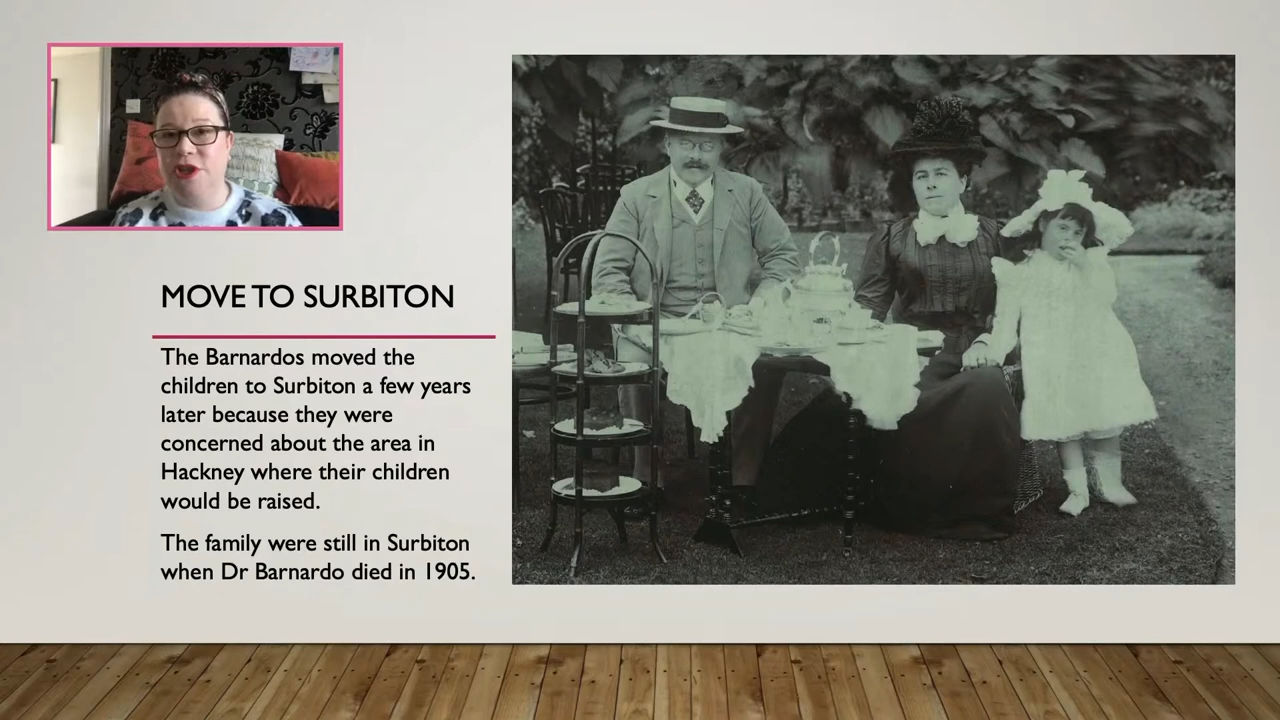 MOVE TO SURBITON
The Barnardos moved the
children to Surbiton a few years
later because they were
concerned about the area in
Hackney where their children
would be raised.
The family were still in Surbiton
when Dr Barnardo died in 1905.